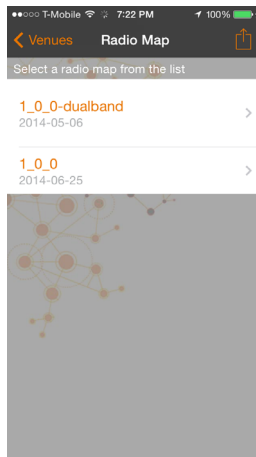 T-Mobile 7:22 PM 100%
Venues Radio Map
Select a radio map from the list
1_0_0-dualband
2014-05-06
1_0_0
2014-06-25